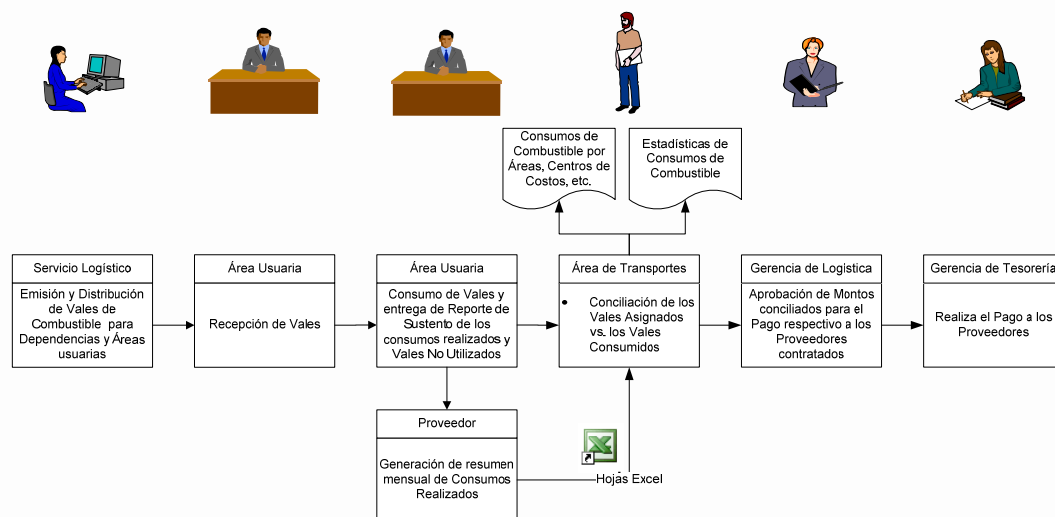 Consumos de
Combustible por
Áreas, Centros de
Costos, etc.
Estadísticas de
Consumos de
Combustible
Servicio Logístico
Emisión y Distribución
de Vales de
Combustible para
Dependencias y Áreas
usuarias
Área Usuaria
Recepción de Vales
Área Usuaria
Consumo de Vales y
entrega de Reporte de
Sustento de los
consumos realizados y
Vales No Utilizados
Área de Transportes
• Conciliación de los
Vales Asignados
vs. los Vales
Consumidos
Gerencia de Logistica
Aprobación de Montos
conciliados para el
Pago respectivo a los
Proveedores
contratados
Gerencia de Tesorería
Realiza el Pago a los
Proveedores
Proveedor
Generación de resumen
mensual de Consumos
Realizados
Hojas Excel